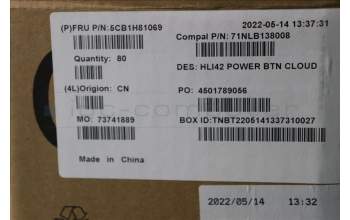 (P)FRU P/N:5CB1H81069
2022-05-14 13:37:31
Compal P/N:71NLB138008
Quantity: 80
DES: HLI42 POWER BTN CLOUD
(4L)Origion: CN
PO: 4501789056
MO: 73741889
BOX ID:TNBT2205141337310027
Made in China
2022/05/14
13:32